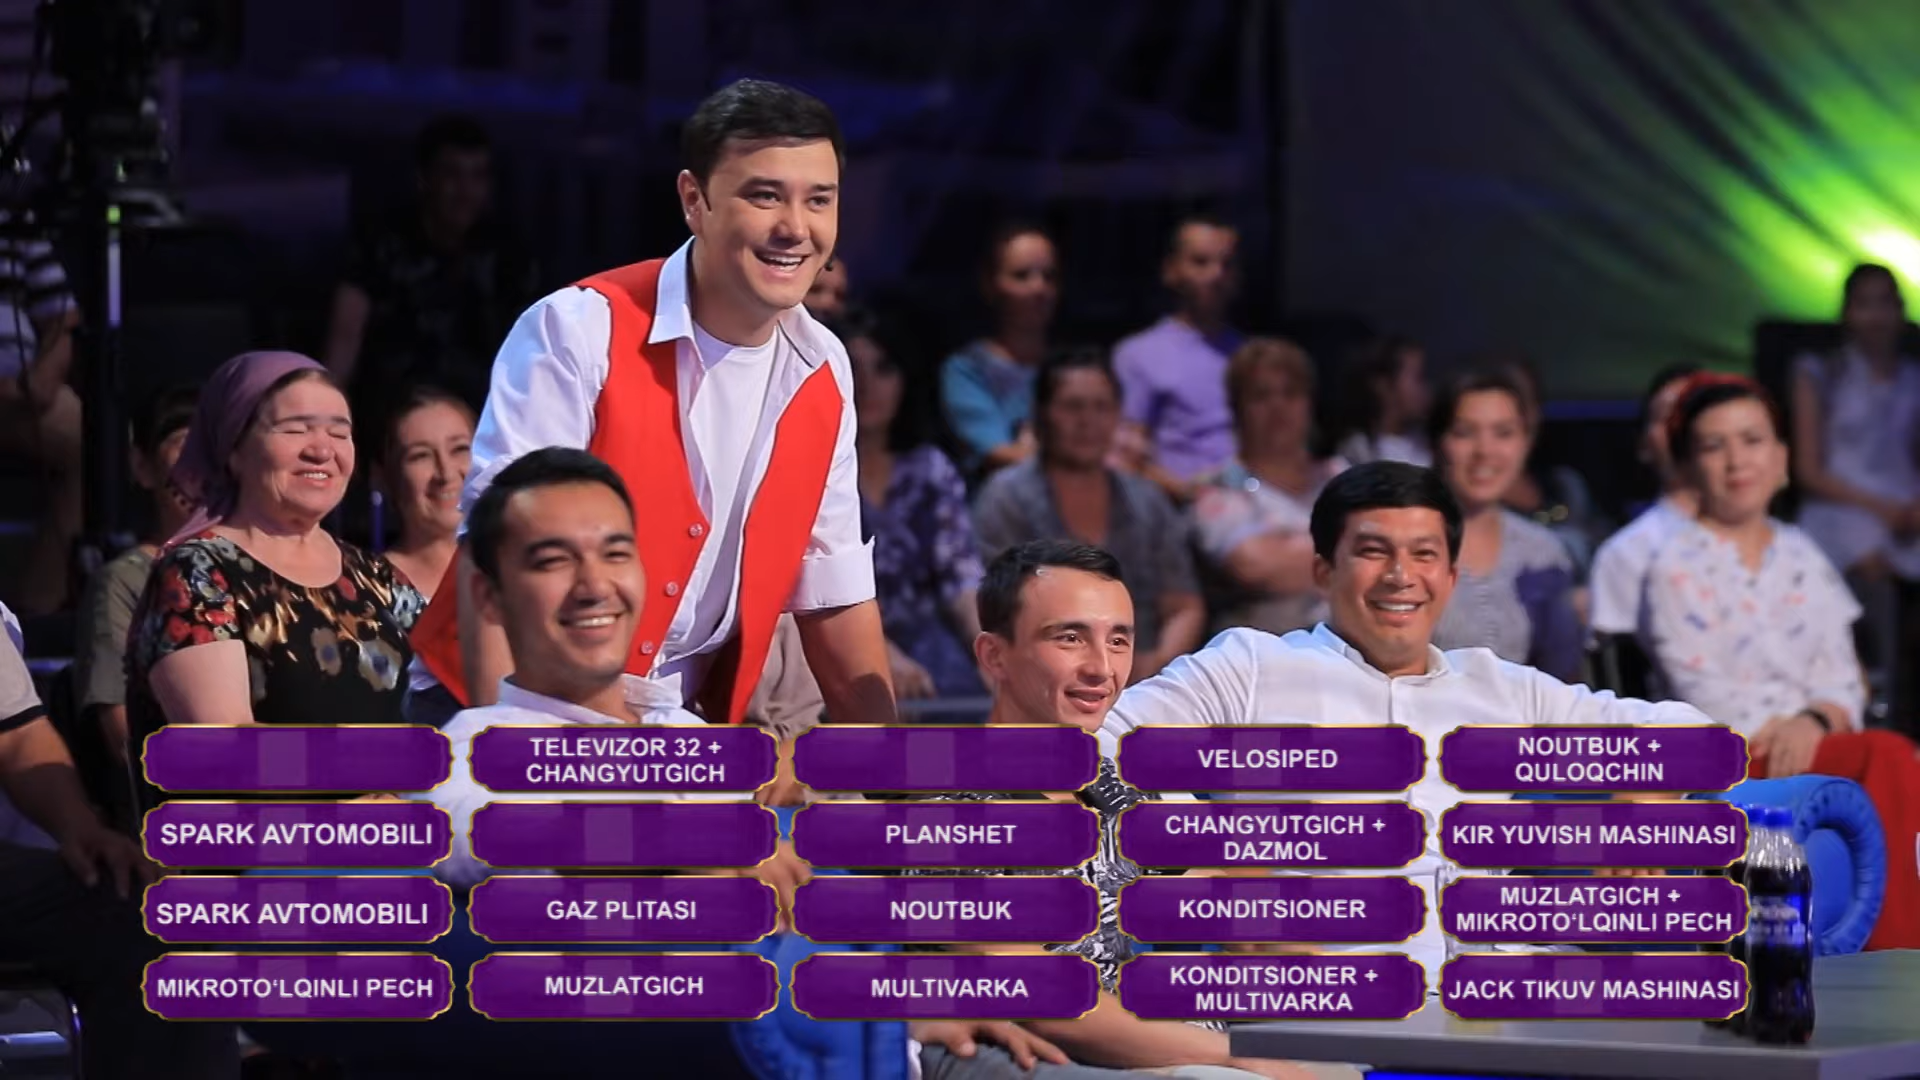 TELEVIZOR 32 +
CHANGYUTGICH
VELOSIPED
NOUTBUK +
QULOQCHIN
SPARK AVTOMOBILI
PLANSHET
CHANGYUTGICH +
DAZMOL
KIR YUVISH MASHINASI
SPARK AVTOMOBILI
GAZ PLITASI
NOUTBUK
KONDITSIONER
MUZLATGICH +
MIKROTO‘LQINLI PECH
MIKROTO‘LQINLI PECH
MUZLATGICH
MULTIVARKA
KONDITSIONER +
MULTIVARKA
JACK TIKUV MASHINASI